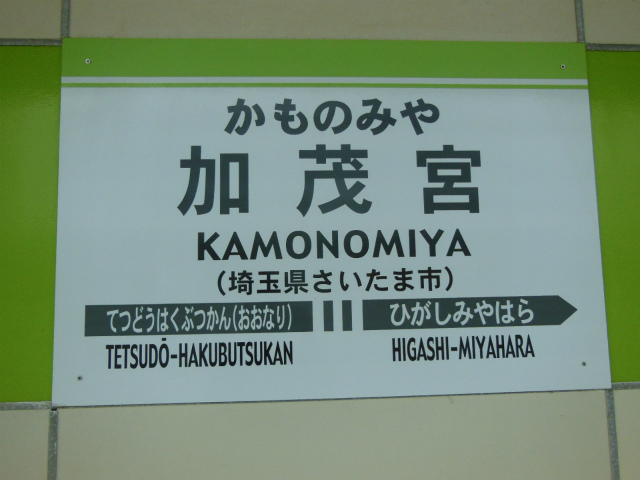 かものみや
加茂宮
KAMONOMIYA
(埼玉県さいたま市)
てつどうはくぶつかん(おおなり) ひがしみやはら
TETSUDŌ-HAKUBUTSUKAN HIGASHI-MIYAHARA